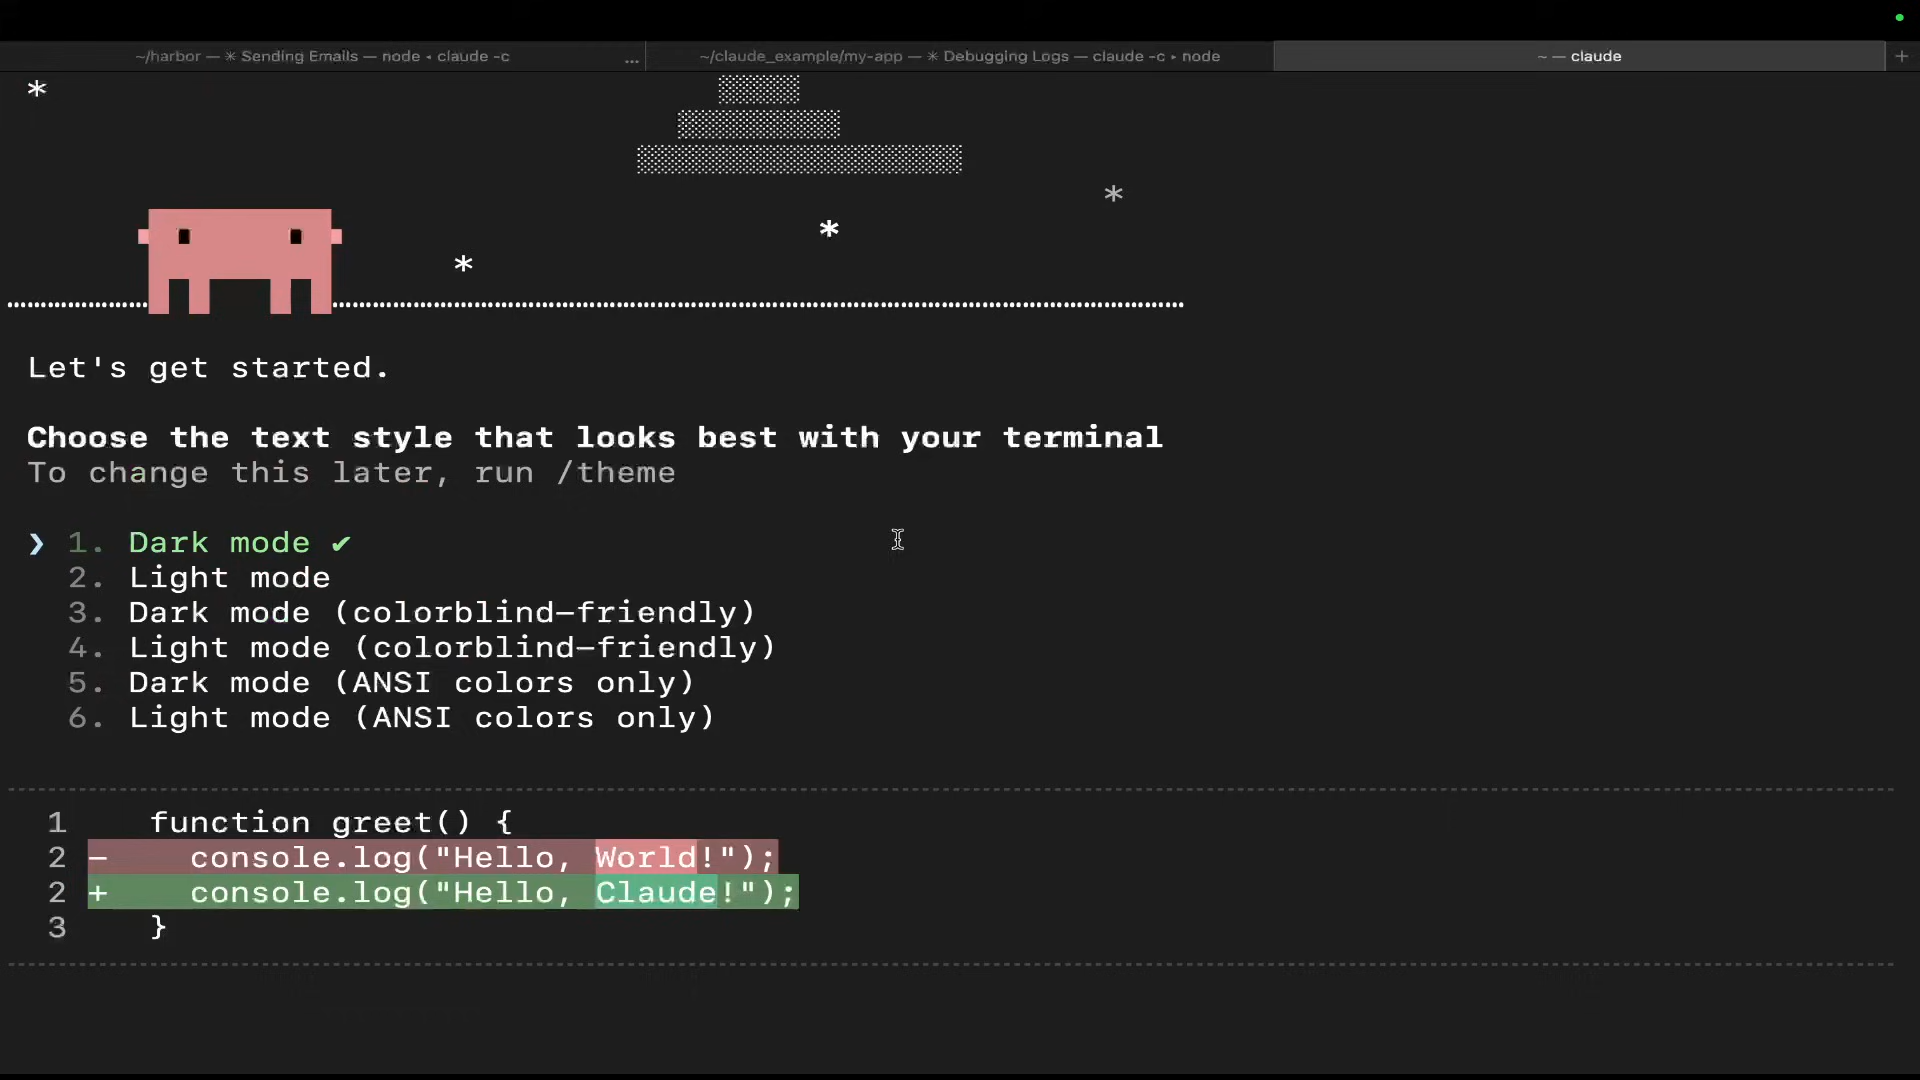 ~/harbor — ✳ Sending Emails — node ◂ claude -c ...
~/claude_example/my-app — ✳ Debugging Logs — claude -c ▸ node
~ — claude
+
*
*
*
*
Let's get started.
Choose the text style that looks best with your terminal
To change this later, run /theme
❯ 1. Dark mode ✔
2. Light mode
3. Dark mode (colorblind-friendly)
4. Light mode (colorblind-friendly)
5. Dark mode (ANSI colors only)
6. Light mode (ANSI colors only)
1 function greet() {
2 - console.log("Hello, World!");
2 + console.log("Hello, Claude!");
3 }